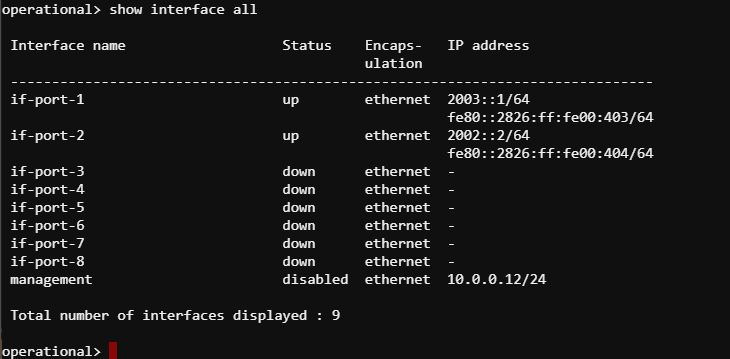 operational> show interface all
Interface name Status Encaps- IP address
ulation
-----------------------------------------------------------------------------
if-port-1 up ethernet 2003::1/64
fe80::2826:ff:fe00:403/64
if-port-2 up ethernet 2002::2/64
fe80::2826:ff:fe00:404/64
if-port-3 down ethernet -
if-port-4 down ethernet -
if-port-5 down ethernet -
if-port-6 down ethernet -
if-port-7 down ethernet -
if-port-8 down ethernet -
management disabled ethernet 10.0.0.12/24
Total number of interfaces displayed : 9
operational>